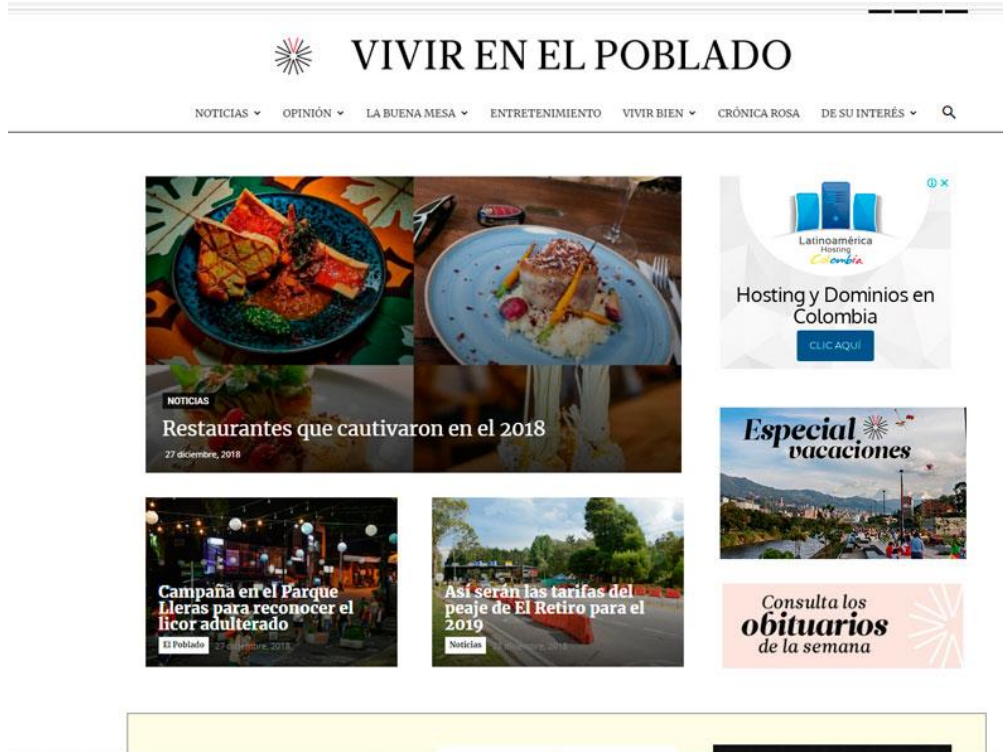 VIVIR EN EL POBLADO
NOTICIAS OPINIÓN LA BUENA MESA ENTRETENIMIENTO VIVIR BIEN CRÓNICA ROSA DE SU INTERÉS
NOTICIAS
Restaurantes que cautivaron en el 2018
27 diciembre, 2018
Campaña en el Parque
Lleras para reconocer el
licor adulterado
El Poblado 27 diciembre, 2018
Así serán las tarifas del
peaje de El Retiro para el
2019
Noticias diciembre, 2018
Latinoamérica
Hosting
Colombia
Hosting y Dominios en
Colombia
CLIC AQUÍ
Especial
vacaciones
Consulta los
obituarios
de la semana